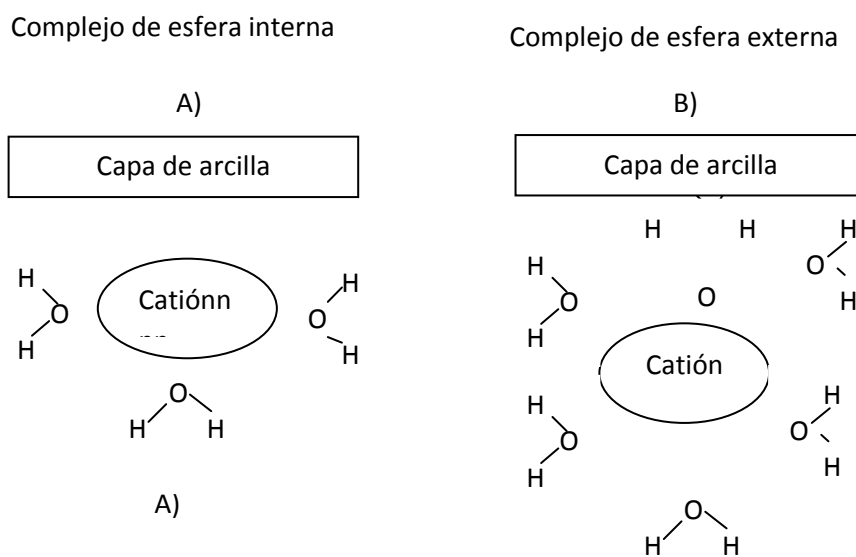 Complejo de esfera interna
Complejo de esfera externa
A)
B)
Capa de arcilla
Capa de arcilla
H H
H
O
H
Catiónn
H
O
H
H
O
H
H
O
H
O
Catión
H
O
H
O
H H
H
O
H
H
O
H
A)
O
H H